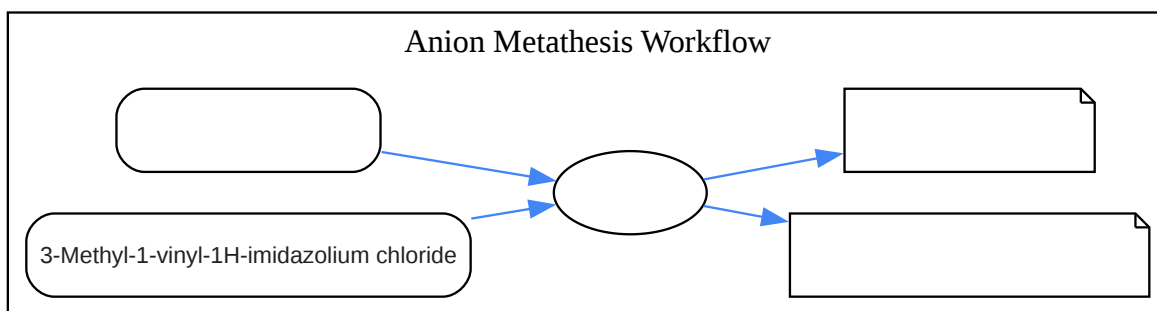 Anion Metathesis Workflow
3-Methyl-1-vinyl-1H-imidazolium chloride